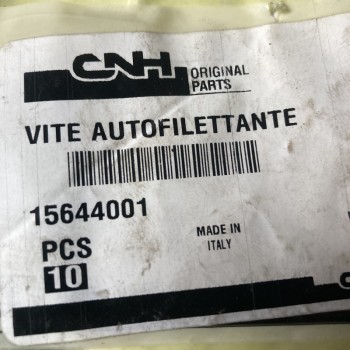 CNH
ORIGINAL
PARTS
VITE AUTOFILETTANTE
15644001
MADE IN
ITALY
PCS
10